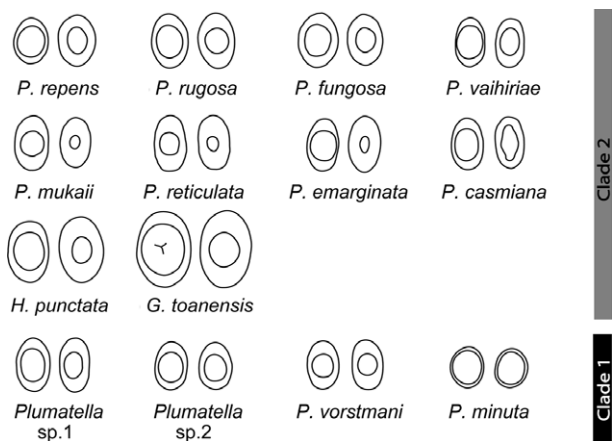 P. repens P. rugosa P. fungosa P. vaihiriae
P. mukaii P. reticulata P. emarginata P. casmiana
H. punctata G. toanensis
Plumatella sp.1 Plumatella sp.2 P. vorstmani P. minuta
Clade 2
Clade 1